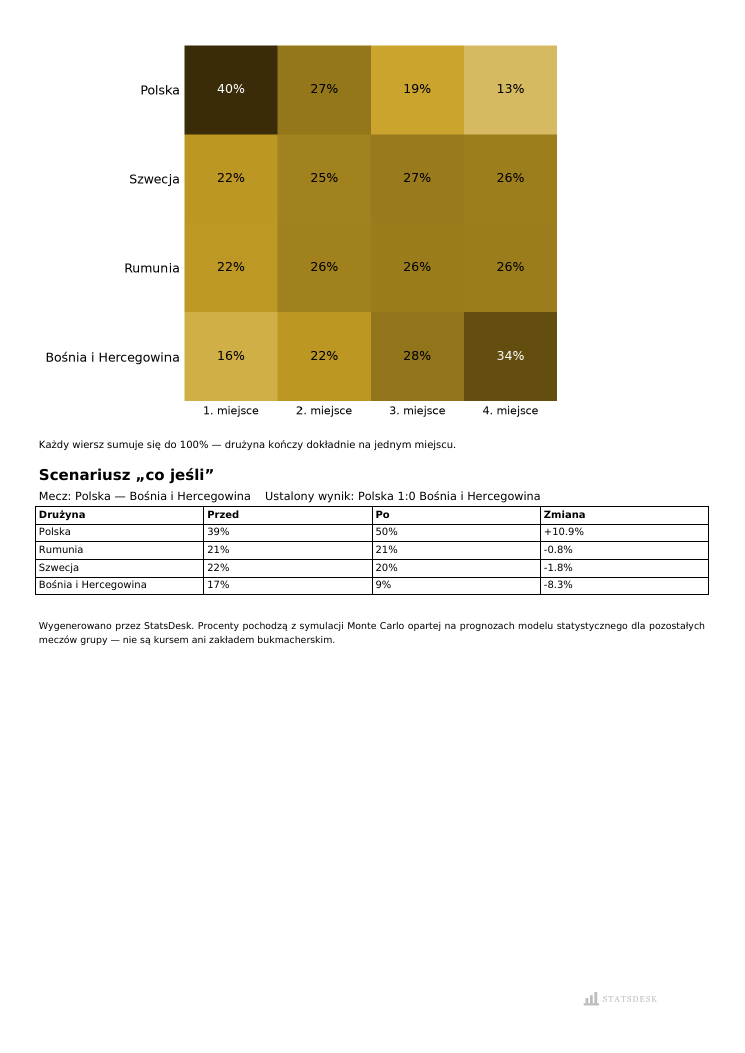 Polska 40% 27% 19% 13%
Szwecja 22% 25% 27% 26%
Rumunia 22% 26% 26% 26%
Bośnia i Hercegowina 16% 22% 28% 34%
1. miejsce 2. miejsce 3. miejsce 4. miejsce
Każdy wiersz sumuje się do 100% — drużyna kończy dokładnie na jednym miejscu.
Scenariusz „co jeśli”
Mecz: Polska — Bośnia i Hercegowina Ustalony wynik: Polska 1:0 Bośnia i Hercegowina
Drużyna Przed Po Zmiana
Polska 39% 50% +10.9%
Rumunia 21% 21% -0.8%
Szwecja 22% 20% -1.8%
Bośnia i Hercegowina 17% 9% -8.3%
Wygenerowano przez StatsDesk. Procenty pochodzą z symulacji Monte Carlo opartej na prognozach modelu statystycznego dla pozostałych
meczów grupy — nie są kursem ani zakładem bukmacherskim.
STATSDESK